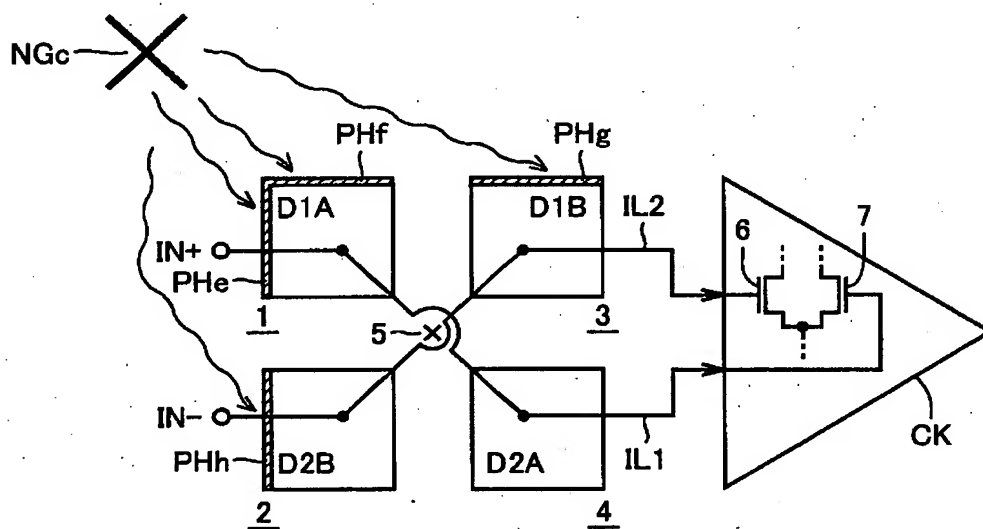 NGc
PHf
PHg
D1A
D1B
IL2
6
7
IN+
PHe
1
5
3
IN-
PHh
D2B
D2A
IL1
CK
2
4